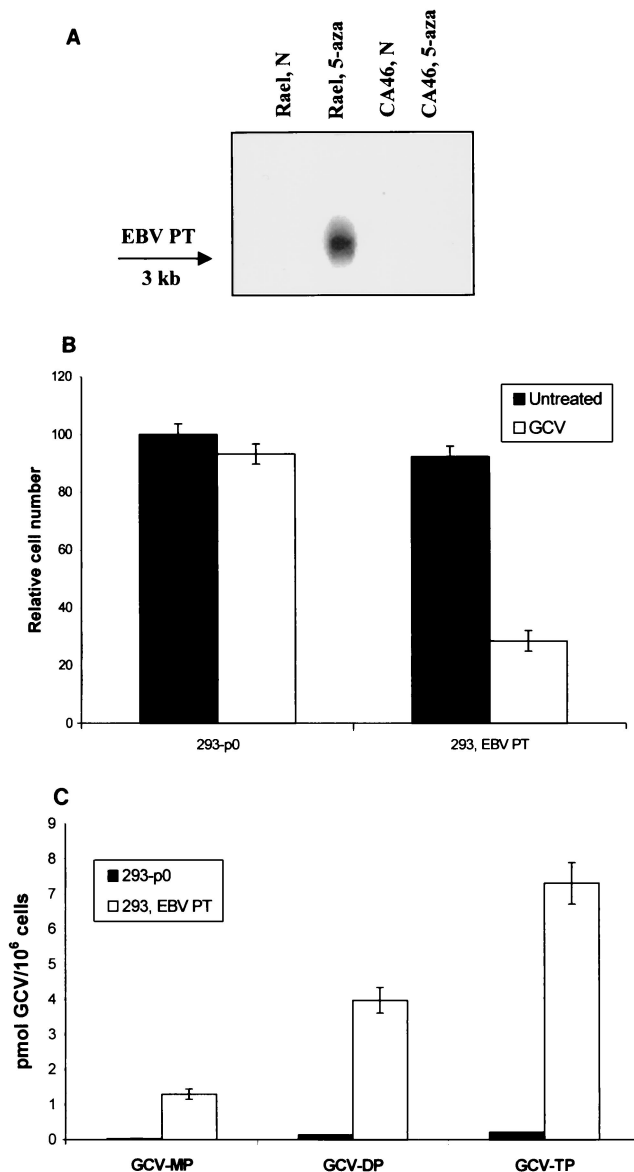 A
Rael, N
Rael, 5-aza
CA46, N
CA46, 5-aza
EBV PT
3 kb
B
Relative cell number
120
100
80
60
40
20
0
Untreated
GCV
293-p0
293, EBV PT
C
pmol GCV/10⁶ cells
9
8
7
6
5
4
3
2
1
0
293-p0
293, EBV PT
GCV-MP
GCV-DP
GCV-TP